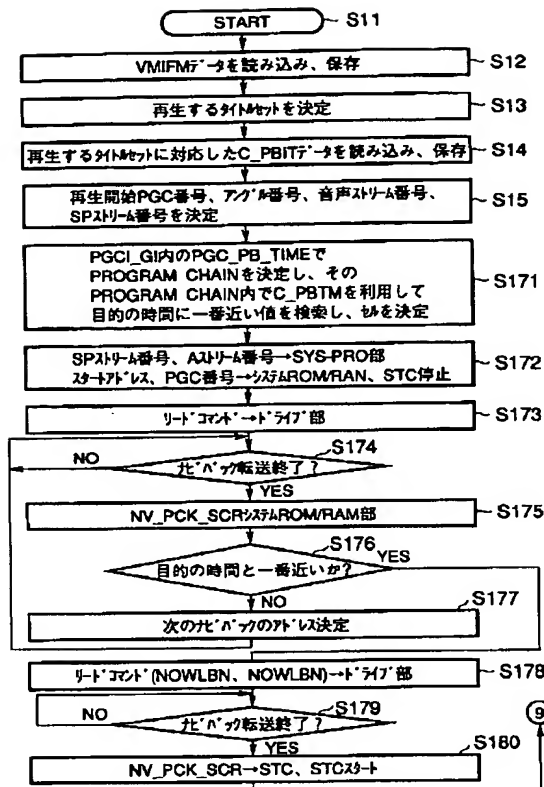 START
S11
VMIFMデータを読み込み、保存
S12
再生するタイトルセットを決定
S13
再生するタイトルセットに対応したC_PBITデータを読み込み、保存
S14
再生開始PGC番号、アングル番号、音声ストリーム番号、
SPストリーム番号を決定
S15
PGCI_GI内のPGC_PB_TIMEで
PROGRAM CHAINを決定し、その
PROGRAM CHAIN内でC_PBTMを利用して
目的の時間に一番近い値を検索し、セルを決定
S171
SPストリーム番号、Aストリーム番号→SYS-PRO部
スタートアドレス、PGC番号→システムROM/RAN、STC停止
S172
リードコマンド→ドライブ部
S173
S174
NO
ナビパック転送終了?
YES
NV_PCK_SCRシステムROM/RAM部
S175
S176
目的の時間と一番近いか?
YES
NO
S177
次のナビパックのアドレス決定
リードコマンド(NOWLBN、NOWLBN)→ドライブ部
S178
S179
NO
ナビパック転送終了?
YES
9
S180
NV_PCK_SCR→STC、STCスタート